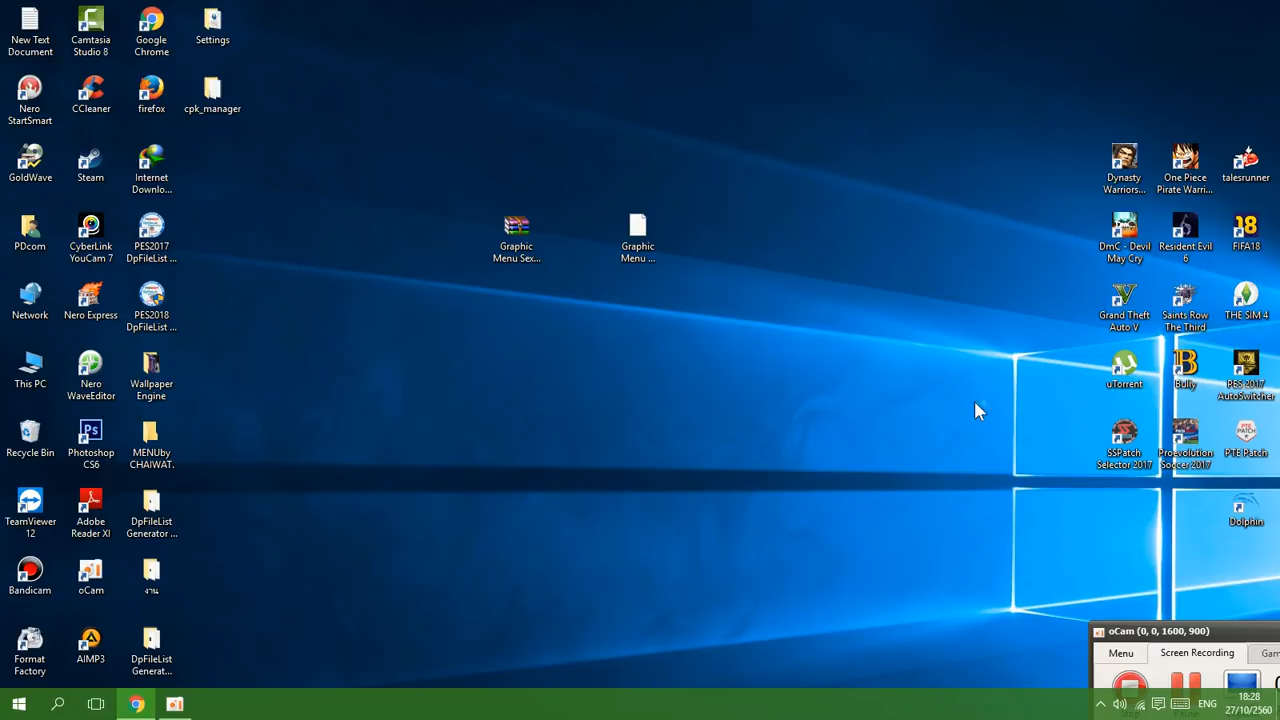 New Text
Document
Camtasia
Studio 8
Google
Chrome
Settings
Nero
StartSmart
CCleaner
firefox
cpk_manager
GoldWave
Steam
Internet
Downlo...
PDcom
CyberLink
YouCam 7
PES2017
DpFileList ...
Network
Nero Express
PES2018
DpFileList ...
This PC
Nero
WaveEditor
Wallpaper
Engine
Recycle Bin
Photoshop
CS6
MENUby
CHAIWAT.
TeamViewer
12
Adobe
Reader XI
DpFileList
Generator ...
Bandicam
oCam
งาน
Format
Factory
AIMP3
DpFileList
Generat...
Graphic
Menu Sex...
Graphic
Menu ...
Dynasty
Warriors...
One Piece
Pirate Warri...
talesrunner
DmC - Devil
May Cry
Resident Evil
6
18
FIFA18
Grand Theft
Auto V
Saints Row
The Third
THE SIM 4
uTorrent
Bully
PES 2017
AutoSwitcher
SSPatch
Selector 2017
ProEvolution
Soccer 2017
PTE Patch
Dolphin
oCam (0, 0, 1600, 900)
Menu
Screen Recording
Gam
Stop
Pause
ENG
18:28
27/10/2560